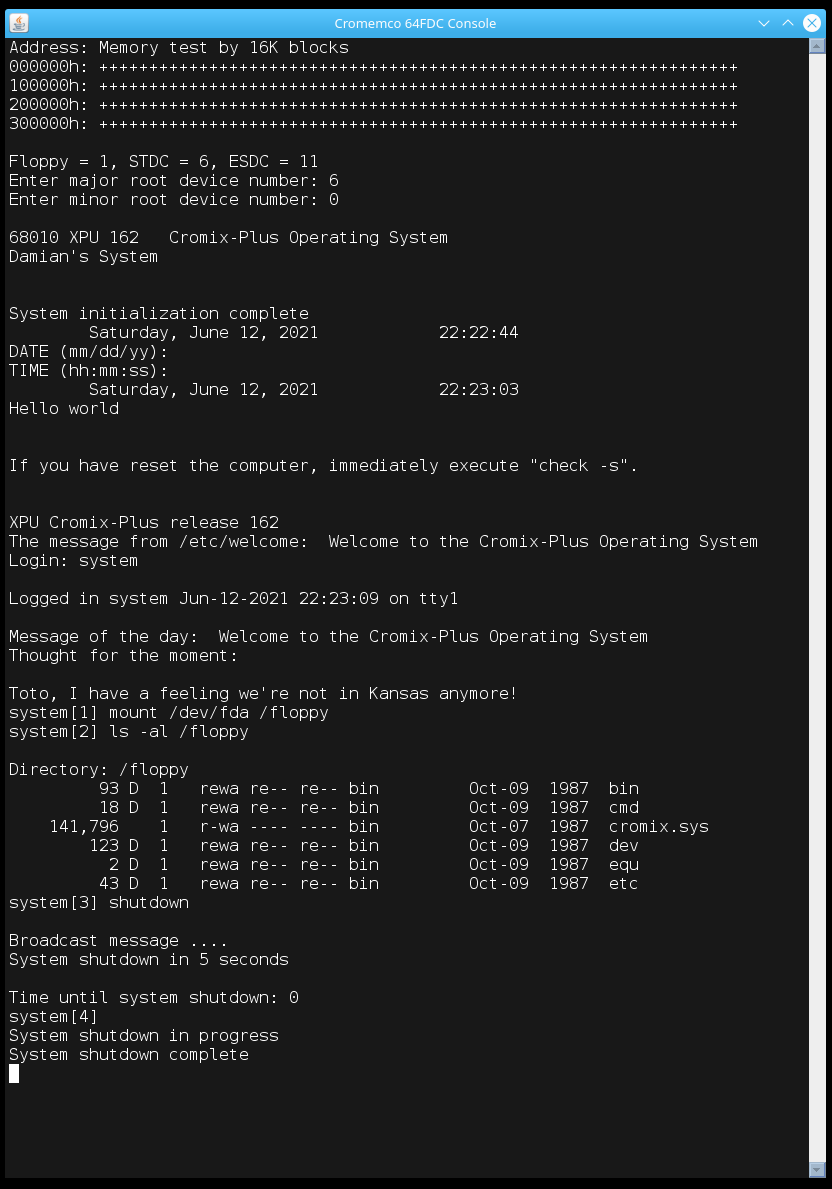 Cromemco 64FDC Console
Address: Memory test by 16K blocks
000000h: ++++++++++++++++++++++++++++++++++++++++++++++++++++++++++++++++
100000h: ++++++++++++++++++++++++++++++++++++++++++++++++++++++++++++++++
200000h: ++++++++++++++++++++++++++++++++++++++++++++++++++++++++++++++++
300000h: ++++++++++++++++++++++++++++++++++++++++++++++++++++++++++++++++
Floppy = 1, STDC = 6, ESDC = 11
Enter major root device number: 6
Enter minor root device number: 0
68010 XPU 162   Cromix-Plus Operating System
Damian's System
System initialization complete
        Saturday, June 12, 2021            22:22:44
DATE (mm/dd/yy):
TIME (hh:mm:ss):
        Saturday, June 12, 2021            22:23:03
Hello world
If you have reset the computer, immediately execute "check -s".
XPU Cromix-Plus release 162
The message from /etc/welcome:  Welcome to the Cromix-Plus Operating System
Login: system
Logged in system Jun-12-2021 22:23:09 on tty1
Message of the day:  Welcome to the Cromix-Plus Operating System
Thought for the moment:
Toto, I have a feeling we're not in Kansas anymore!
system[1] mount /dev/fda /floppy
system[2] ls -al /floppy
Directory: /floppy
         93 D  1   rewa re-- re-- bin         Oct-09  1987  bin
         18 D  1   rewa re-- re-- bin         Oct-09  1987  cmd
    141,796    1   r-wa ---- ---- bin         Oct-07  1987  cromix.sys
        123 D  1   rewa re-- re-- bin         Oct-09  1987  dev
          2 D  1   rewa re-- re-- bin         Oct-09  1987  equ
         43 D  1   rewa re-- re-- bin         Oct-09  1987  etc
system[3] shutdown
Broadcast message ....
System shutdown in 5 seconds
Time until system shutdown: 0
system[4]
System shutdown in progress
System shutdown complete